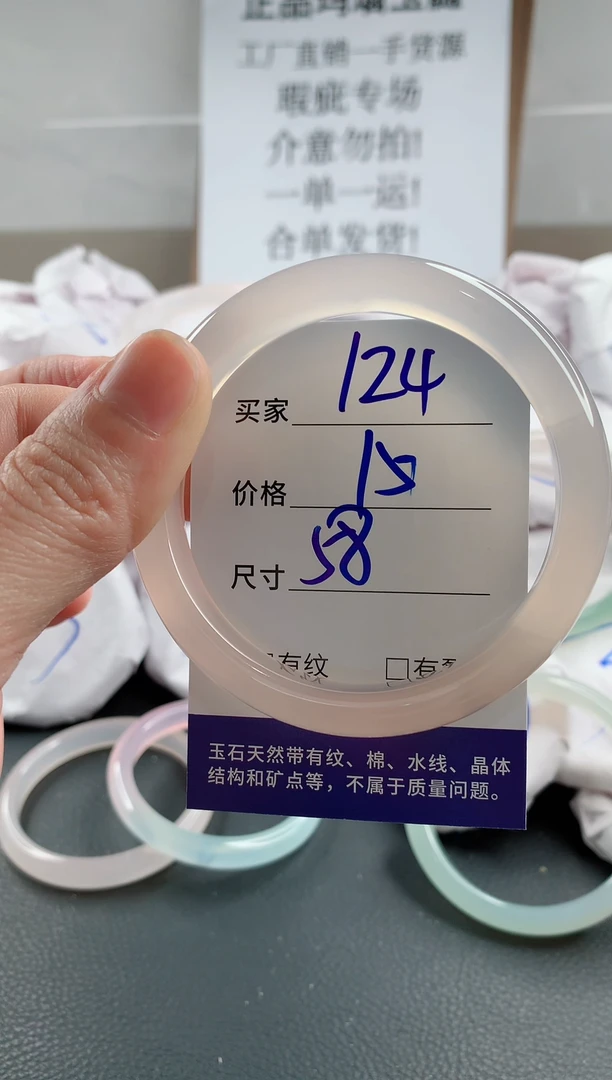 工厂直销一手货源
瑕疵专场
介意勿拍!
一单一运!
合单发货!
买家 124
价格 15
尺寸 58
有纹
有
玉石天然带有纹、棉、水线、晶体
结构和矿点等，不属于质量问题。